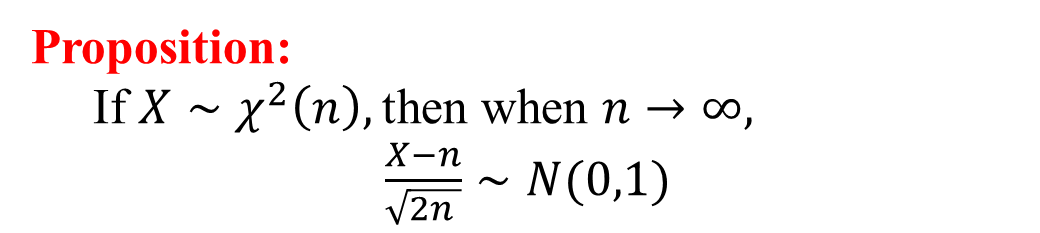 Proposition:
If X ~ χ²(n), then when n → ∞,
(X−n)/√(2n) ~ N(0,1)